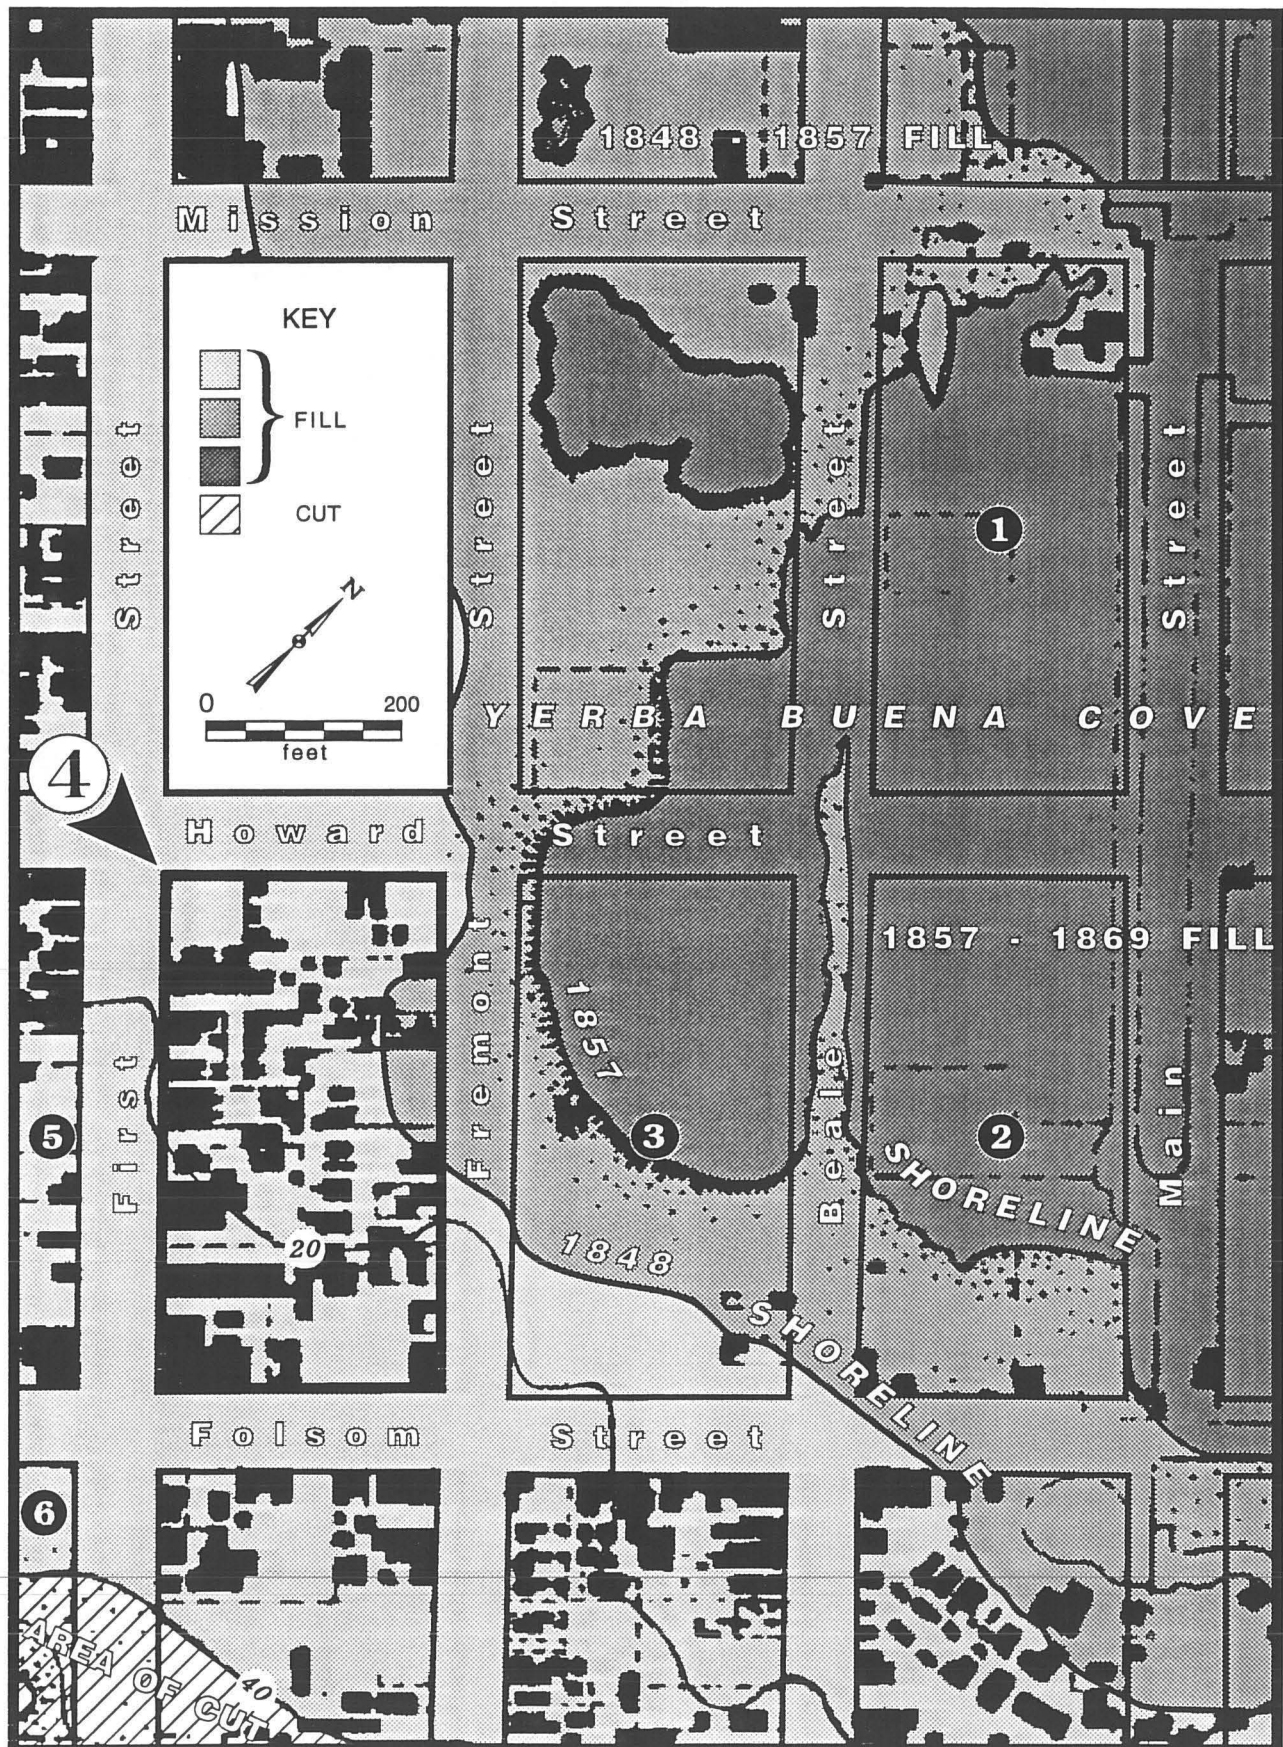 1848 - 1857 FILL
Mission Street
KEY
FILL
CUT
N
0 200
feet
Street
Street
Street
Street
1
YERBA BUENA COVE
4
Howard Street
1857 - 1869 FILL
1857
First
Fremont
Beale
Main
5
3
2
SHORELINE
20
1848
SHORELINE
Folsom Street
6
AREA OF CUT
40